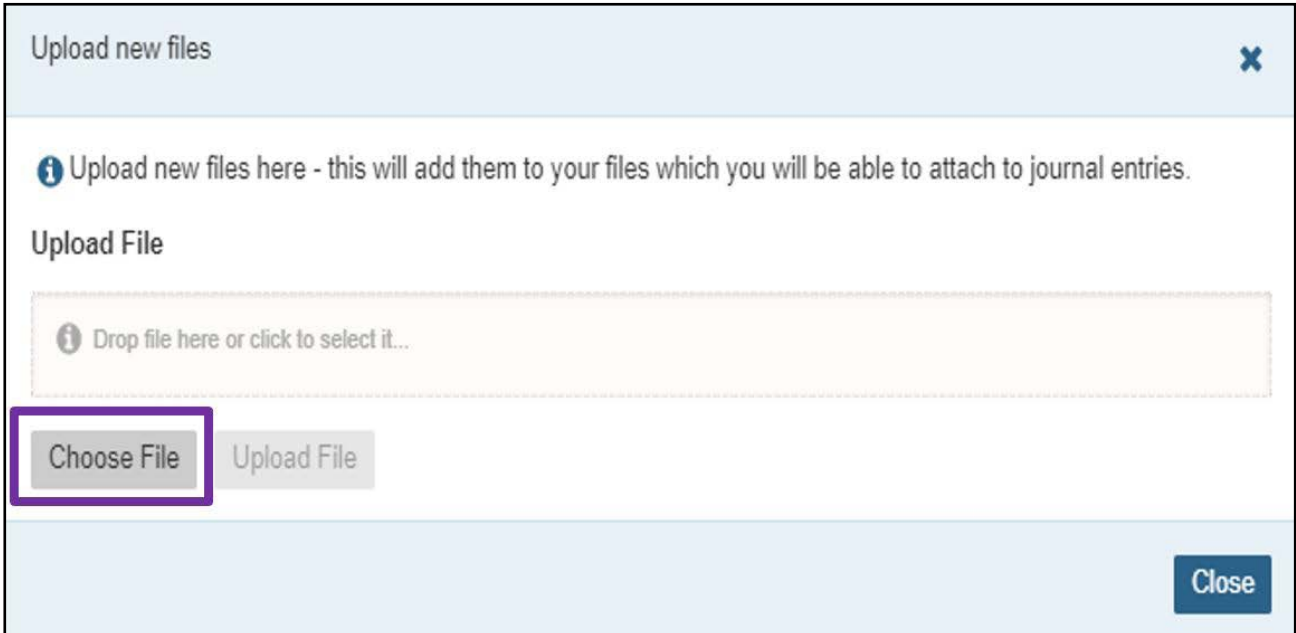 Upload new files
Upload new files here - this will add them to your files which you will be able to attach to journal entries.
Upload File
Drop file here or click to select it...
Choose File Upload File
Close